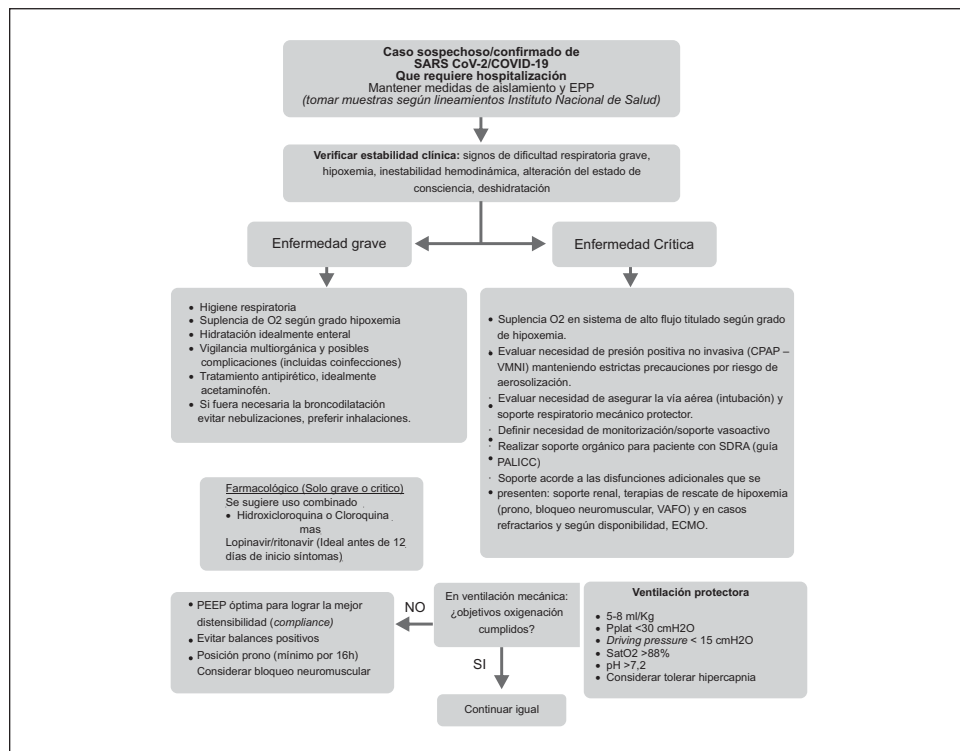 Caso sospechoso/confirmado de
SARS CoV-2/COVID-19
Que requiere hospitalización
Mantener medidas de aislamiento y EPP
(tomar muestras según lineamientos Instituto Nacional de Salud)
Verificar estabilidad clínica: signos de dificultad respiratoria grave,
hipoxemia, inestabilidad hemodinámica, alteración del estado de
consciencia, deshidratación
Enfermedad grave
Enfermedad Crítica
• Higiene respiratoria
• Suplencia de O2 según grado hipoxemia
• Hidratación idealmente enteral
• Vigilancia multiorgánica y posibles
complicaciones (incluidas coinfecciones)
• Tratamiento antipirético, idealmente
acetaminofén.
• Si fuera necesaria la broncodilatación
evitar nebulizaciones, preferir inhalaciones.
• Suplencia O2 en sistema de alto flujo titulado según grado
de hipoxemia.
• Evaluar necesidad de presión positiva no invasiva (CPAP –
VMNI) manteniendo estrictas precauciones por riesgo de
aerosolización.
· Evaluar necesidad de asegurar la vía aérea (intubación) y
• soporte respiratorio mecánico protector.
· Definir necesidad de monitorización/soporte vasoactivo
• Realizar soporte orgánico para paciente con SDRA (guía
• PALICC)
· Soporte acorde a las disfunciones adicionales que se
• presenten: soporte renal, terapias de rescate de hipoxemia
(prono, bloqueo neuromuscular, VAFO) y en casos
refractarios y según disponibilidad, ECMO.
Farmacológico (Solo grave o critico)
Se sugiere uso combinado
• Hidroxicloroquina o Cloroquina
mas
Lopinavir/ritonavir (Ideal antes de 12
días de inicio síntomas)
• PEEP óptima para lograr la mejor
distensibilidad (compliance)
• Evitar balances positivos
• Posición prono (mínimo por 16h)
Considerar bloqueo neuromuscular
NO
En ventilación mecánica:
¿objetivos oxigenación
cumplidos?
SI
Continuar igual
Ventilación protectora
• 5-8 ml/Kg
• Pplat <30 cmH2O
• Driving pressure < 15 cmH2O
• SatO2 >88%
• pH >7,2
• Considerar tolerar hipercapnia